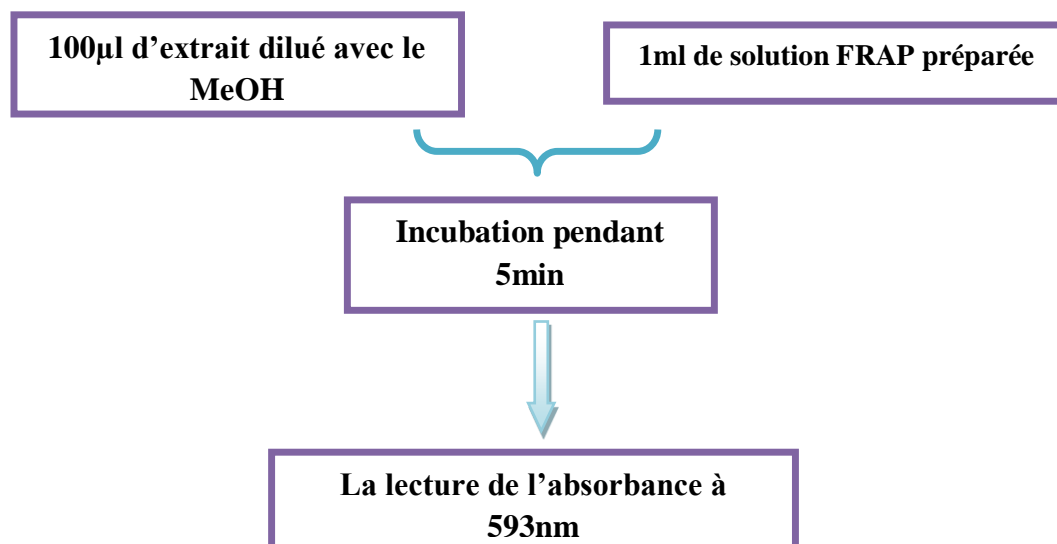 100µl d’extrait dilué avec le
MeOH
1ml de solution FRAP préparée
Incubation pendant
5min
La lecture de l’absorbance à
593nm